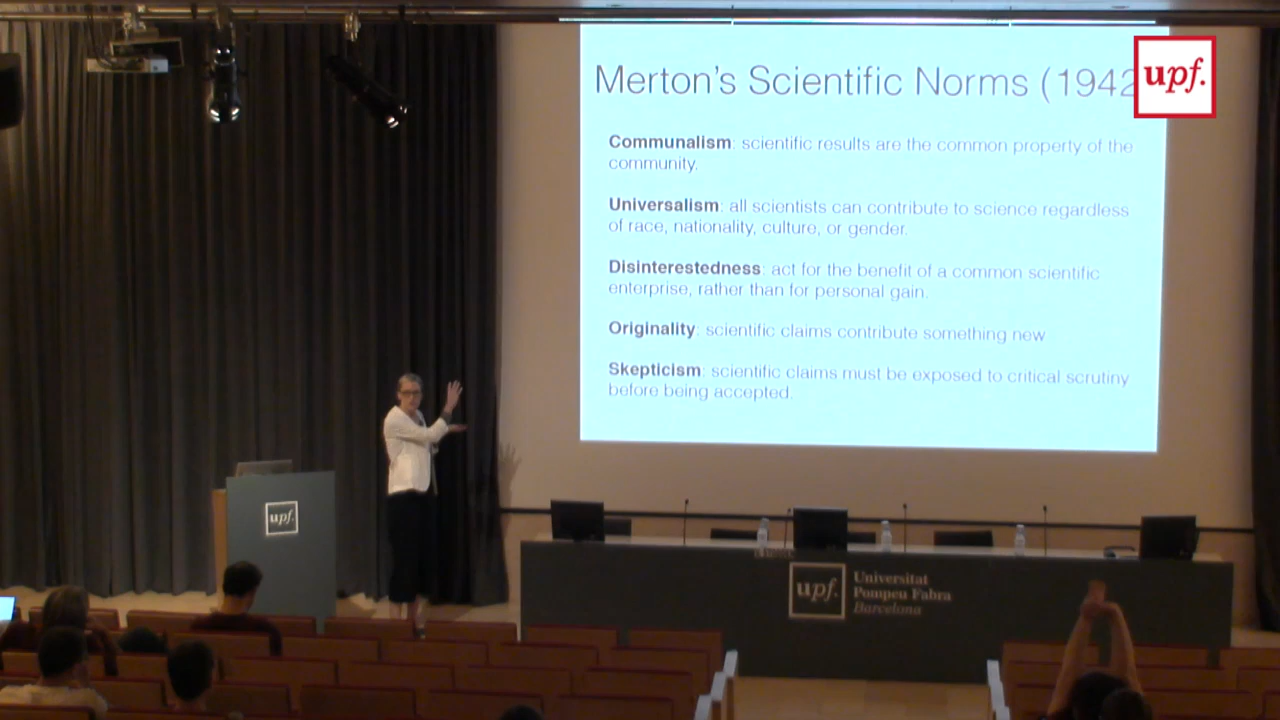 Merton's Scientific Norms (1942
upf.
Communalism: scientific results are the common property of the
community.
Universalism: all scientists can contribute to science regardless
of race, nationality, culture, or gender.
Disinterestedness: act for the benefit of a common scientific
enterprise, rather than for personal gain.
Originality: scientific claims contribute something new
Skepticism: scientific claims must be exposed to critical scrutiny
before being accepted.
upf.
upf.
Universitat
Pompeu Fabra
Barcelona